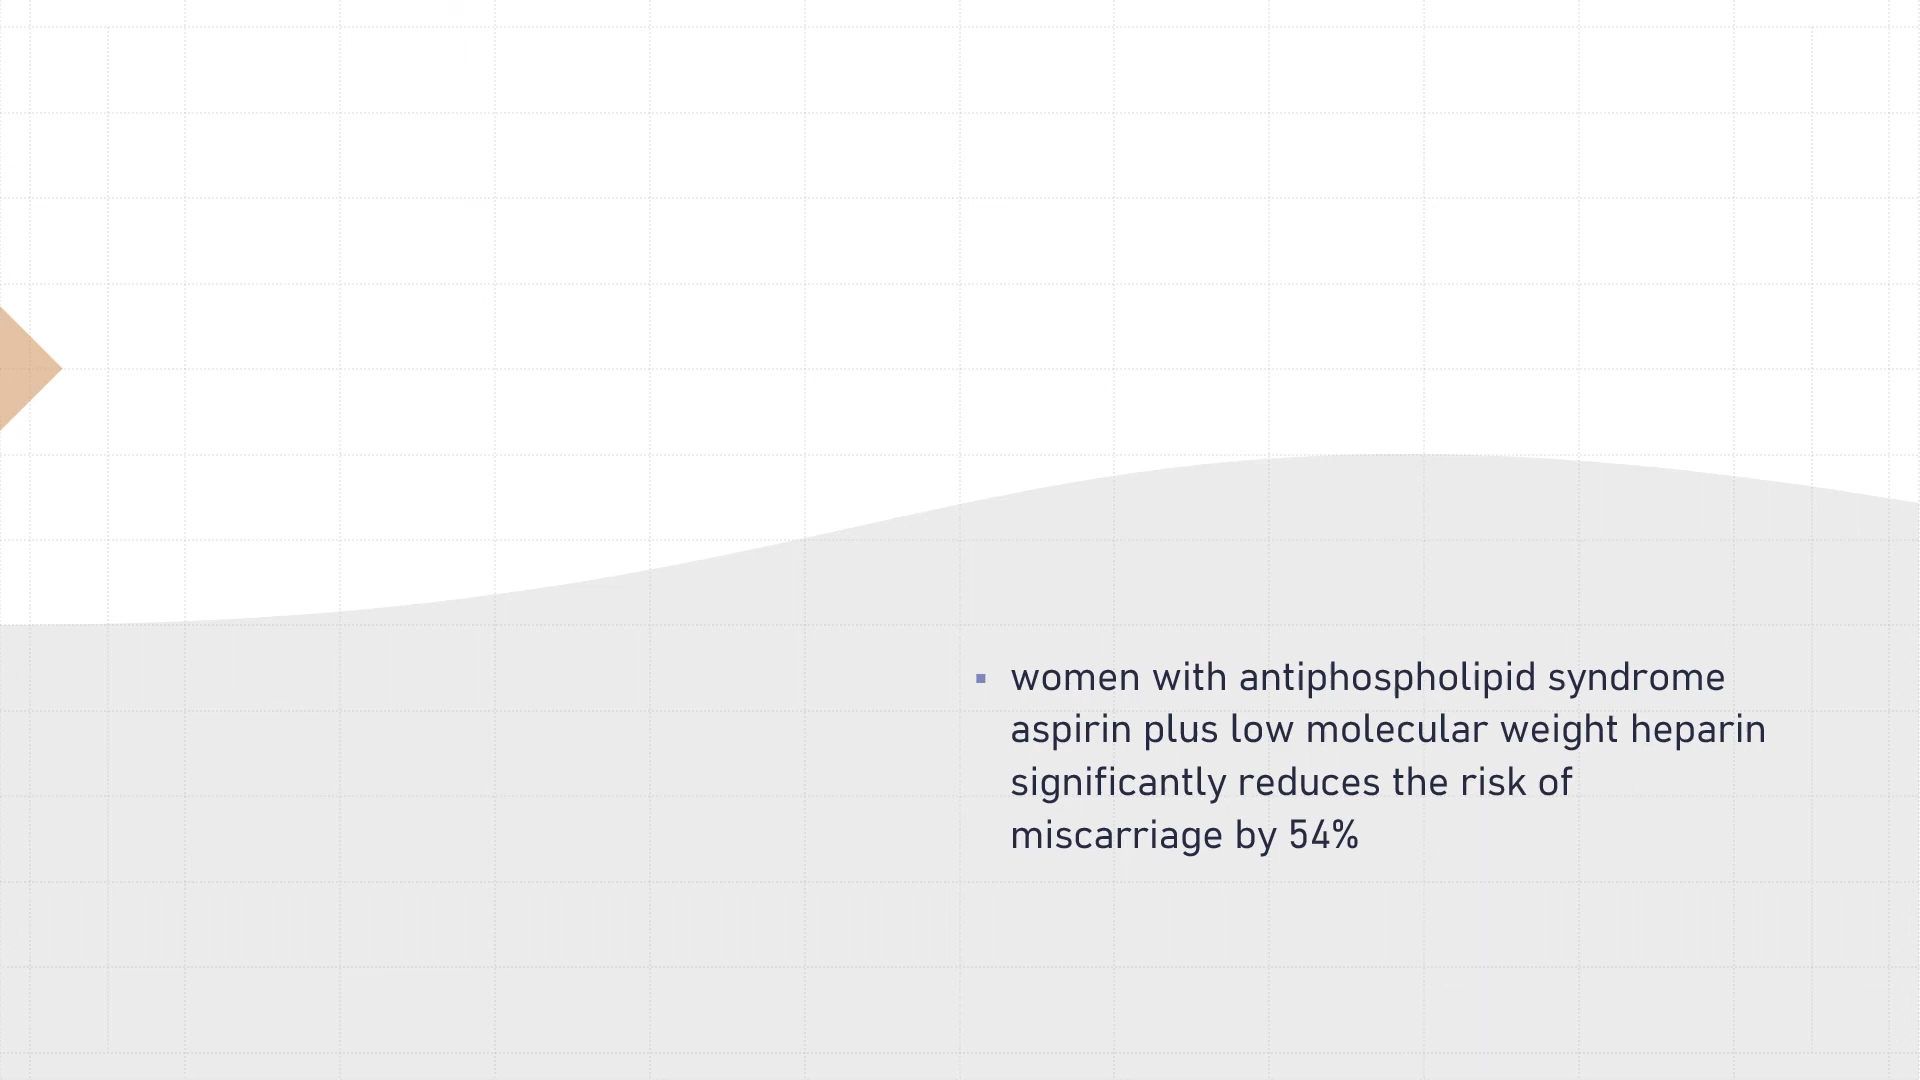 women with antiphospholipid syndrome
aspirin plus low molecular weight heparin
significantly reduces the risk of
miscarriage by 54%